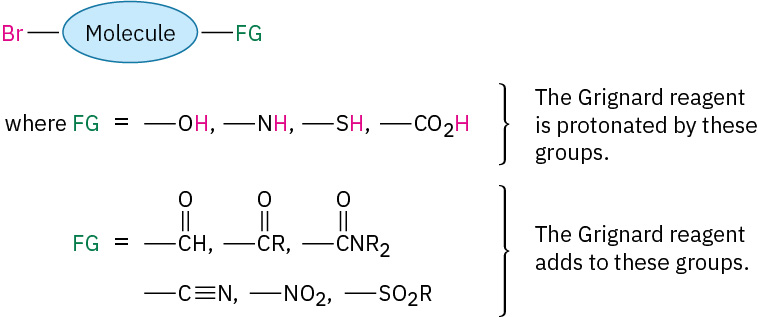 Br — Molecule — FG
where FG = —OH, —NH, —SH, —CO₂H
The Grignard reagent
is protonated by these
groups.
O O O
FG = —CH, —CR, —CNR₂
—C≡N, —NO₂, —SO₂R
The Grignard reagent
adds to these groups.